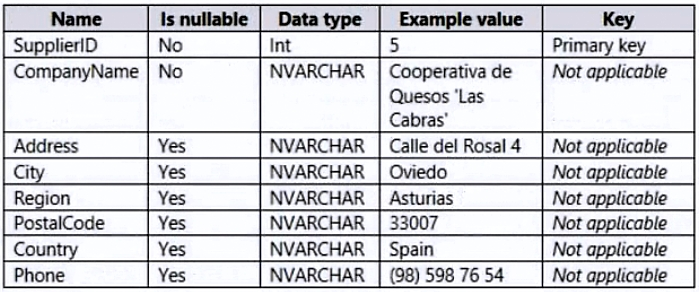 Name Is nullable Data type Example value Key
SupplierID No Int 5 Primary key
CompanyName No NVARCHAR Cooperativa de Not applicable
Quesos 'Las
Cabras'
Address Yes NVARCHAR Calle del Rosal 4 Not applicable
City Yes NVARCHAR Oviedo Not applicable
Region Yes NVARCHAR Asturias Not applicable
PostalCode Yes NVARCHAR 33007 Not applicable
Country Yes NVARCHAR Spain Not applicable
Phone Yes NVARCHAR (98) 598 76 54 Not applicable